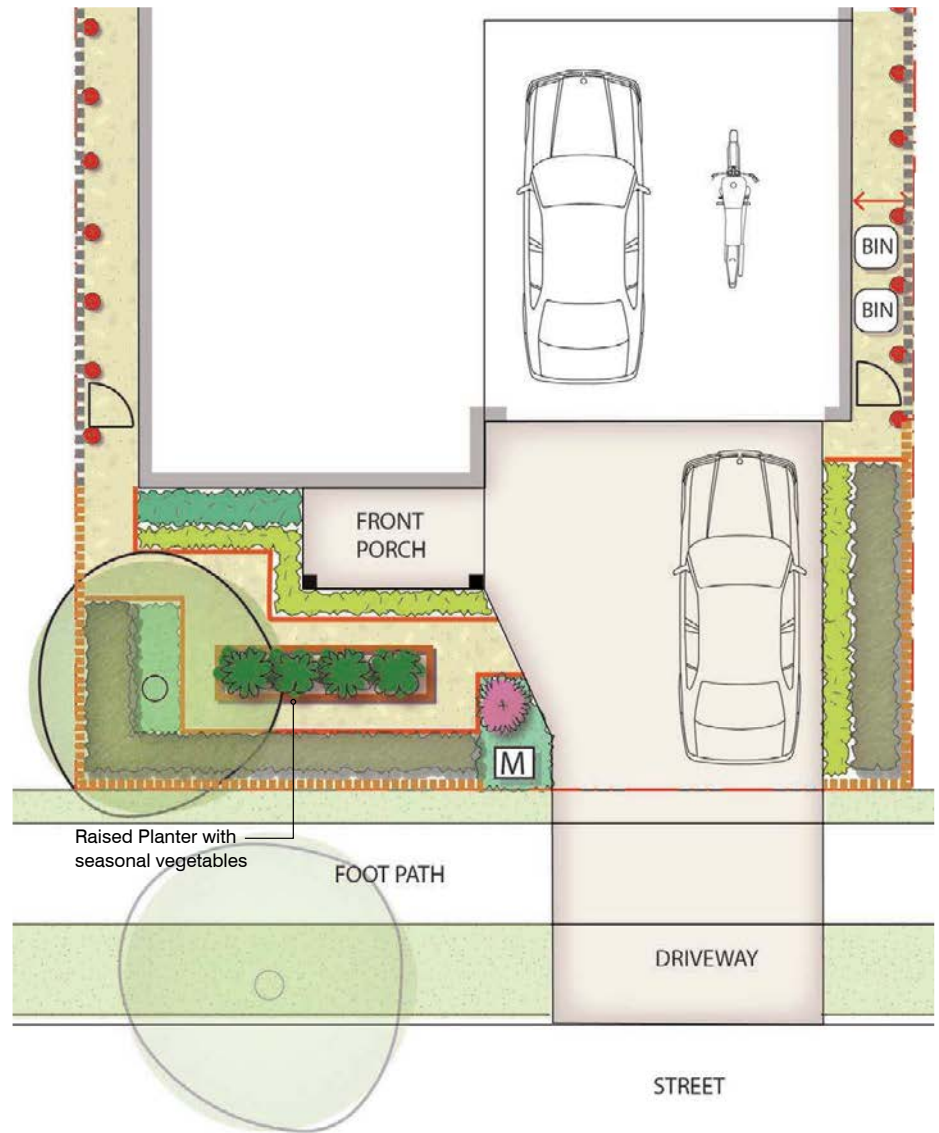 BIN
BIN
FRONT
PORCH
M
Raised Planter with
seasonal vegetables
FOOT PATH
DRIVEWAY
STREET